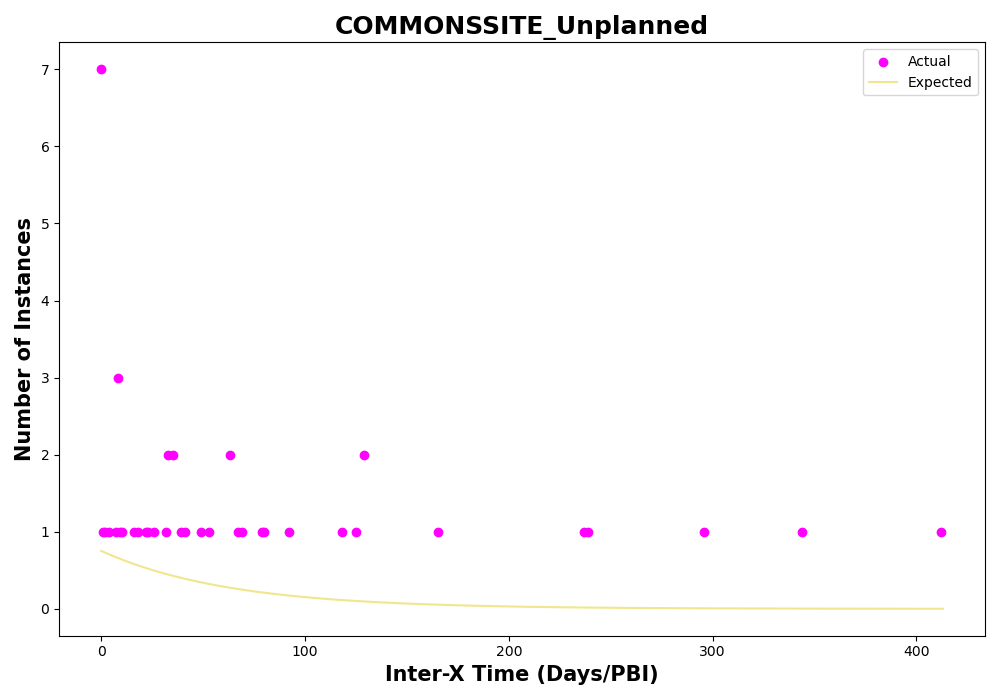 COMMONSSITE_Unplanned
Actual
Expected
7
6
5
4
3
2
1
0
Number of Instances
0 100 200 300 400
Inter-X Time (Days/PBI)